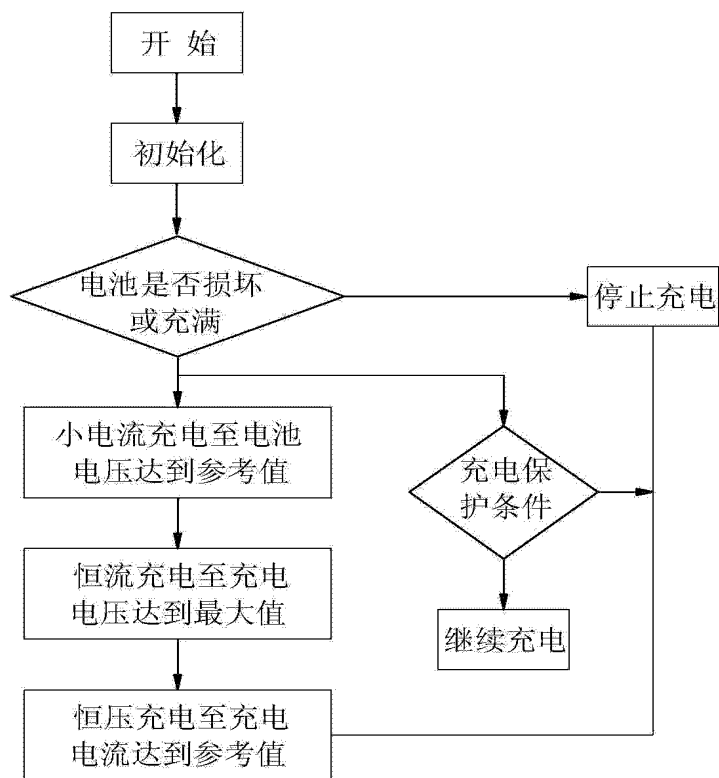 开 始
初始化
电池是否损坏
或充满
停止充电
小电流充电至电池
电压达到参考值
充电保
护条件
恒流充电至充电
电压达到最大值
继续充电
恒压充电至充电
电流达到参考值